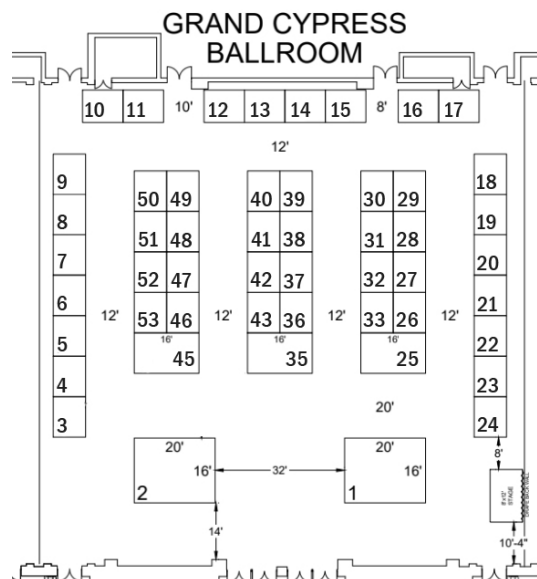 GRAND CYPRESS
BALLROOM
10 11 10' 12 13 14 15 8' 16 17
12'
9 18
50 49 40 39 30 29
8 19
51 48 41 38 31 28
7 20
52 47 42 37 32 27
6 21
12' 53 46 12' 43 36 12' 33 26 12'
16' 16' 16'
5 22
45 35 25
4 23
20'
3 24
20' 20'
8'
16' 32' 16'
2 1
8'x12'
STAGE
14'
10'-4"